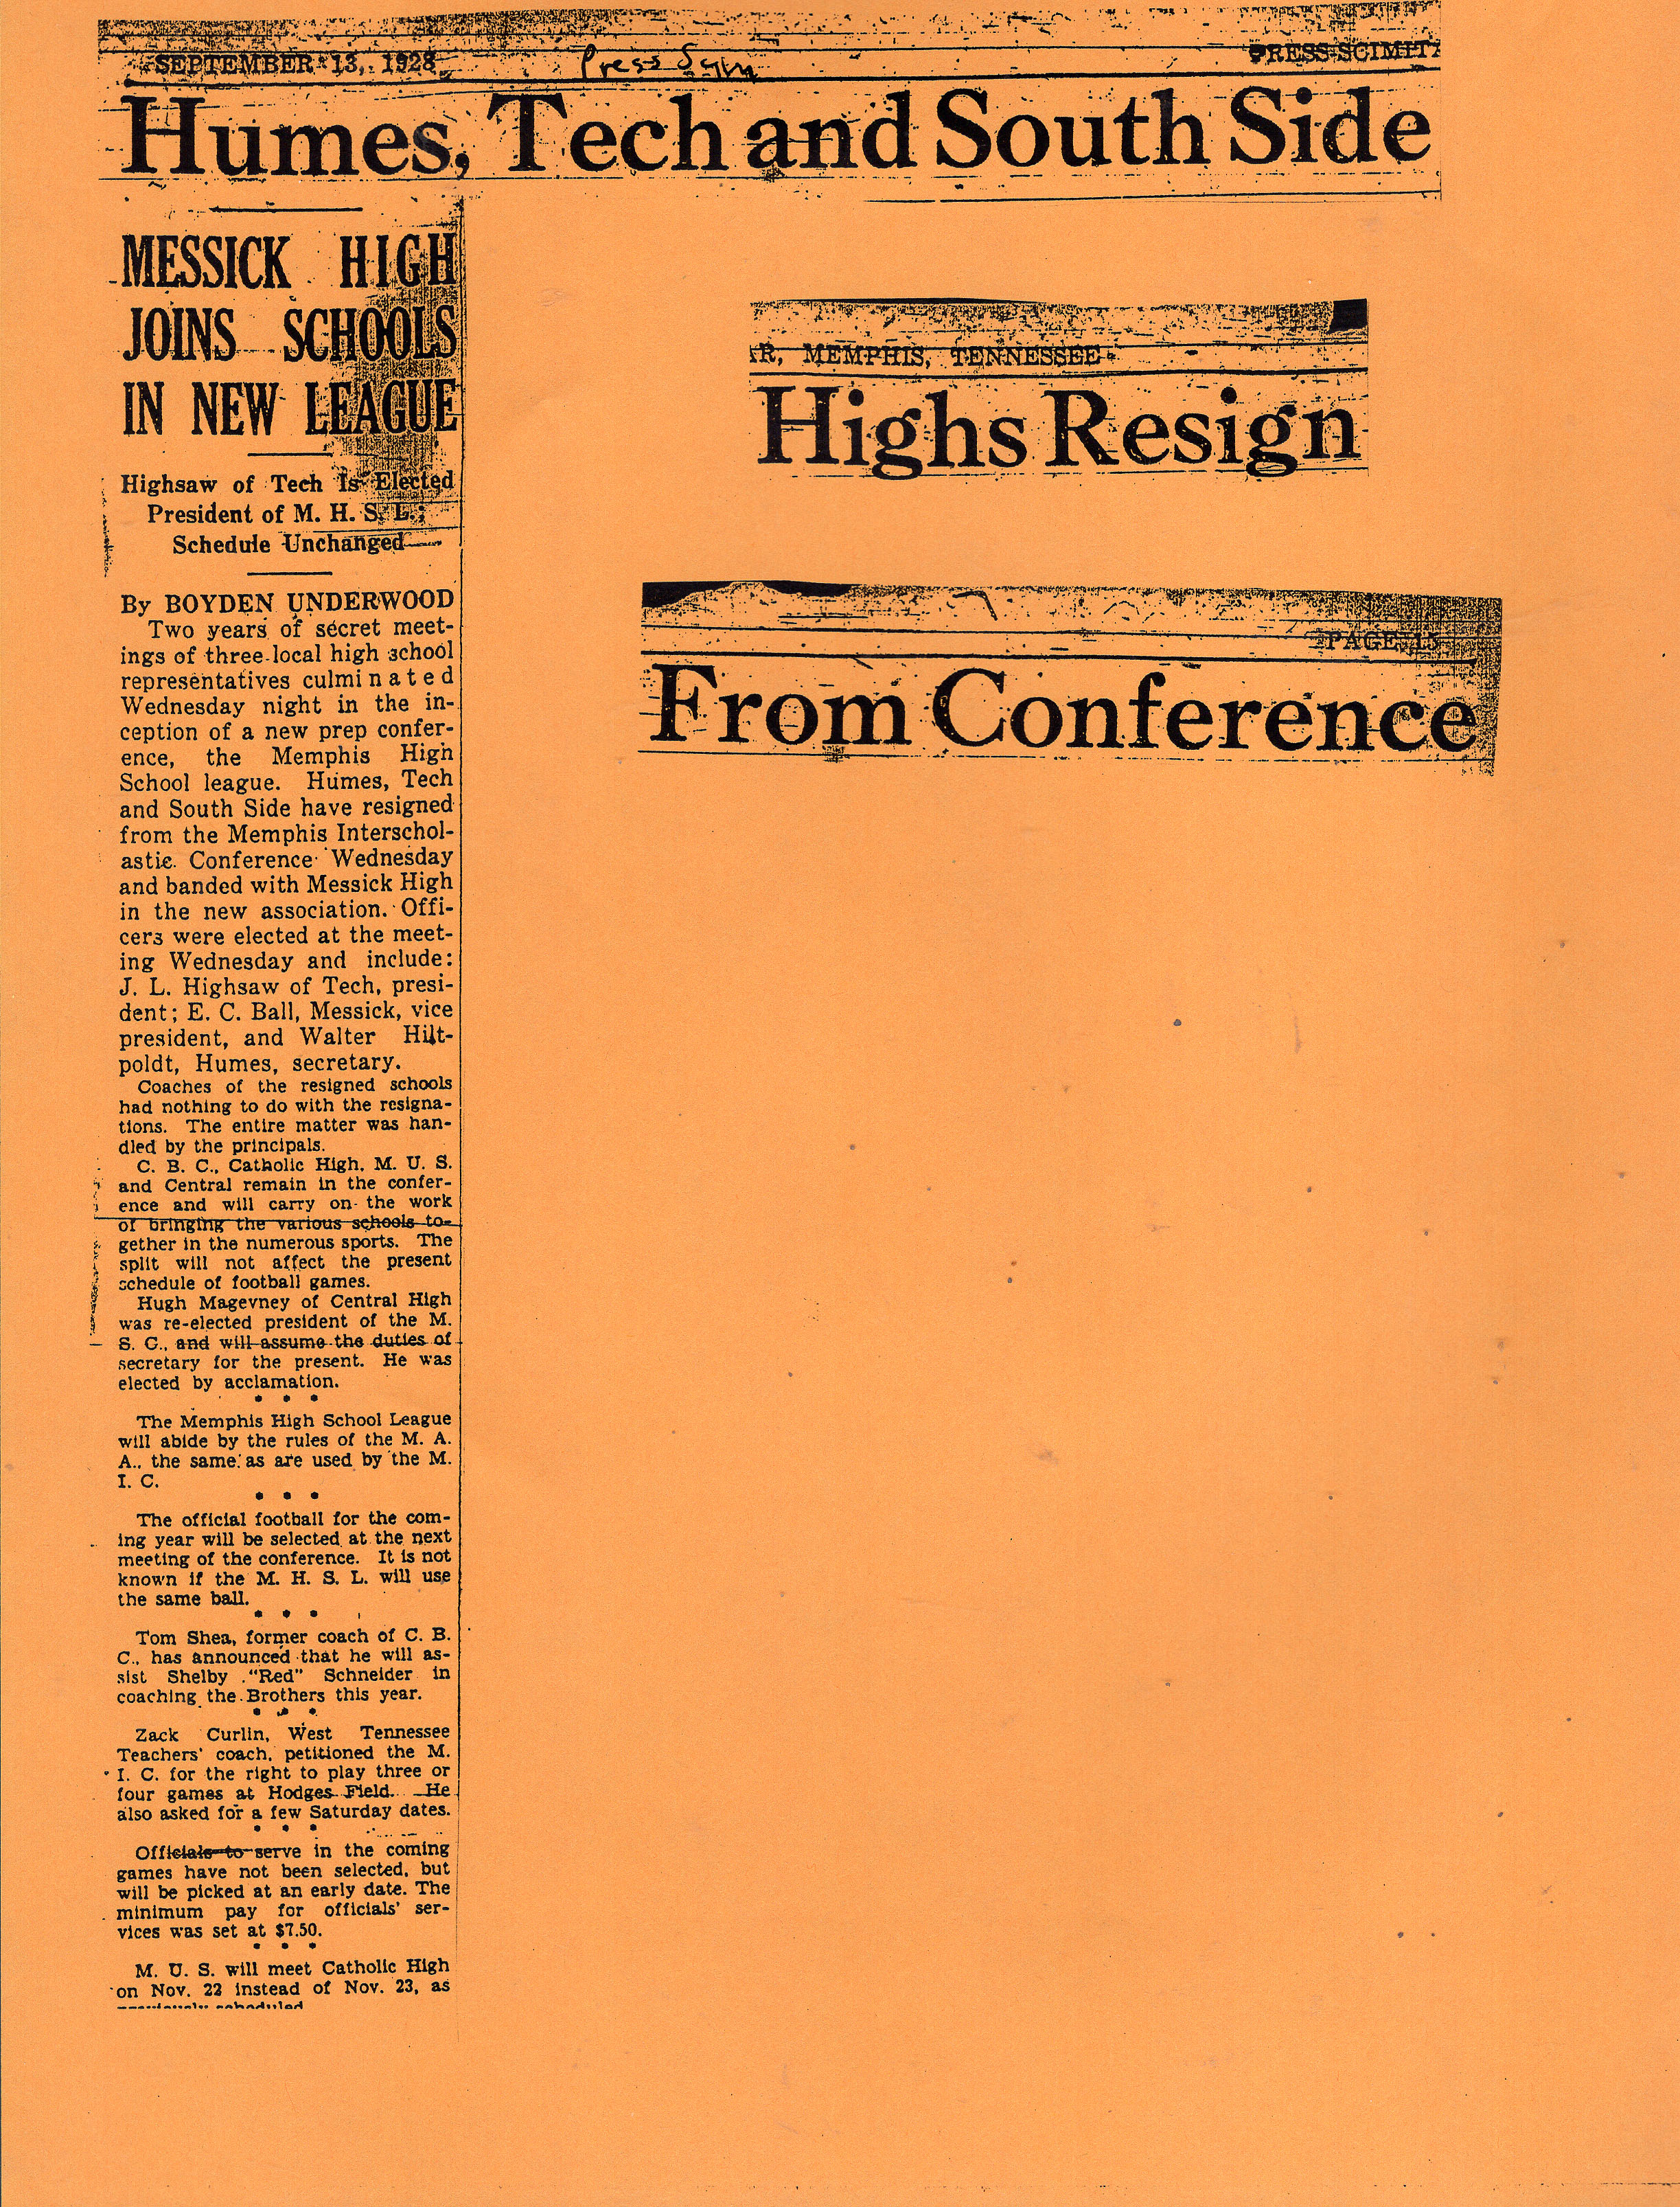 SEPTEMBER 13, 1928
Press Scim
PRESS-SCIMITA
Humes, Tech and South Side
R, MEMPHIS, TENNESSEE
Highs Resign
PAGE 15
From Conference
MESSICK HIGH
JOINS SCHOOLS
IN NEW LEAGUE
Highsaw of Tech Is Elected
President of M. H. S. L.;
Schedule Unchanged
By BOYDEN UNDERWOOD
Two years of secret meet-
ings of three local high school
representatives culminated
Wednesday night in the in-
ception of a new prep confer-
ence, the Memphis High
School league. Humes, Tech
and South Side have resigned
from the Memphis Interschol-
astic Conference Wednesday
and banded with Messick High
in the new association. Offi-
cers were elected at the meet-
ing Wednesday and include:
J. L. Highsaw of Tech, presi-
dent; E. C. Ball, Messick, vice
president, and Walter Hilt-
poldt, Humes, secretary.
Coaches of the resigned schools
had nothing to do with the resigna-
tions. The entire matter was han-
dled by the principals.
C. B. C., Catholic High, M. U. S.
and Central remain in the confer-
ence and will carry on the work
of bringing the various schools to-
gether in the numerous sports. The
split will not affect the present
schedule of football games.
Hugh Magevney of Central High
was re-elected president of the M.
S. C., and will assume the duties of
secretary for the present. He was
elected by acclamation.
* * *
The Memphis High School League
will abide by the rules of the M. A.
A., the same as are used by the M.
I. C.
* * *
The official football for the com-
ing year will be selected at the next
meeting of the conference. It is not
known if the M. H. S. L. will use
the same ball.
* * *
Tom Shea, former coach of C. B.
C., has announced that he will as-
sist Shelby "Red" Schneider in
coaching the Brothers this year.
* * *
Zack Curlin, West Tennessee
Teachers' coach, petitioned the M.
I. C. for the right to play three or
four games at Hodges Field. He
also asked for a few Saturday dates.
* * *
Officials to serve in the coming
games have not been selected, but
will be picked at an early date. The
minimum pay for officials' ser-
vices was set at $7.50.
* * *
M. U. S. will meet Catholic High
on Nov. 22 instead of Nov. 23, as
previously scheduled